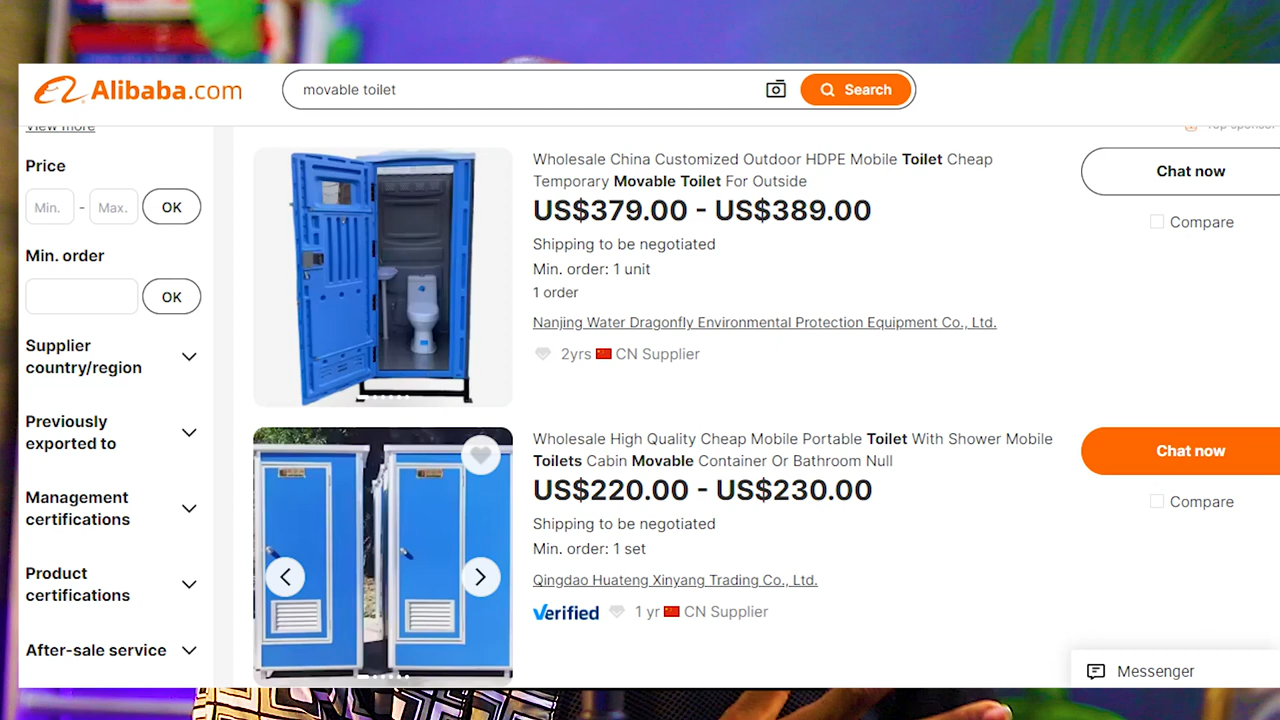 Alibaba.com
movable toilet
Search
View more
Price
Min.
-
Max.
OK
Min. order
OK
Supplier
country/region
Previously
exported to
Management
certifications
Product
certifications
After-sale service
Top sponsor
Wholesale China Customized Outdoor HDPE Mobile Toilet Cheap
Temporary Movable Toilet For Outside
US$379.00 - US$389.00
Shipping to be negotiated
Min. order: 1 unit
1 order
Nanjing Water Dragonfly Environmental Protection Equipment Co., Ltd.
2yrs CN Supplier
Chat now
Compare
Wholesale High Quality Cheap Mobile Portable Toilet With Shower Mobile
Toilets Cabin Movable Container Or Bathroom Null
US$220.00 - US$230.00
Shipping to be negotiated
Min. order: 1 set
Qingdao Huateng Xinyang Trading Co., Ltd.
Verified 1 yr CN Supplier
Chat now
Compare
Messenger